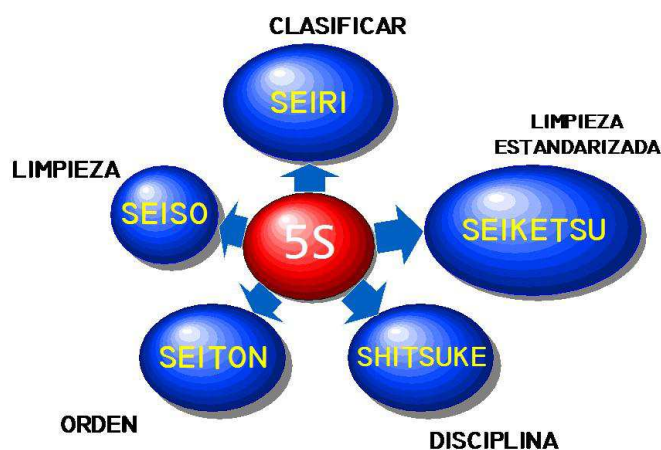 CLASIFICAR
SEIRI
LIMPIEZA
ESTANDARIZADA
LIMPIEZA
SEISO
5S
SEIKETSU
SEITON
SHITSUKE
ORDEN
DISCIPLINA